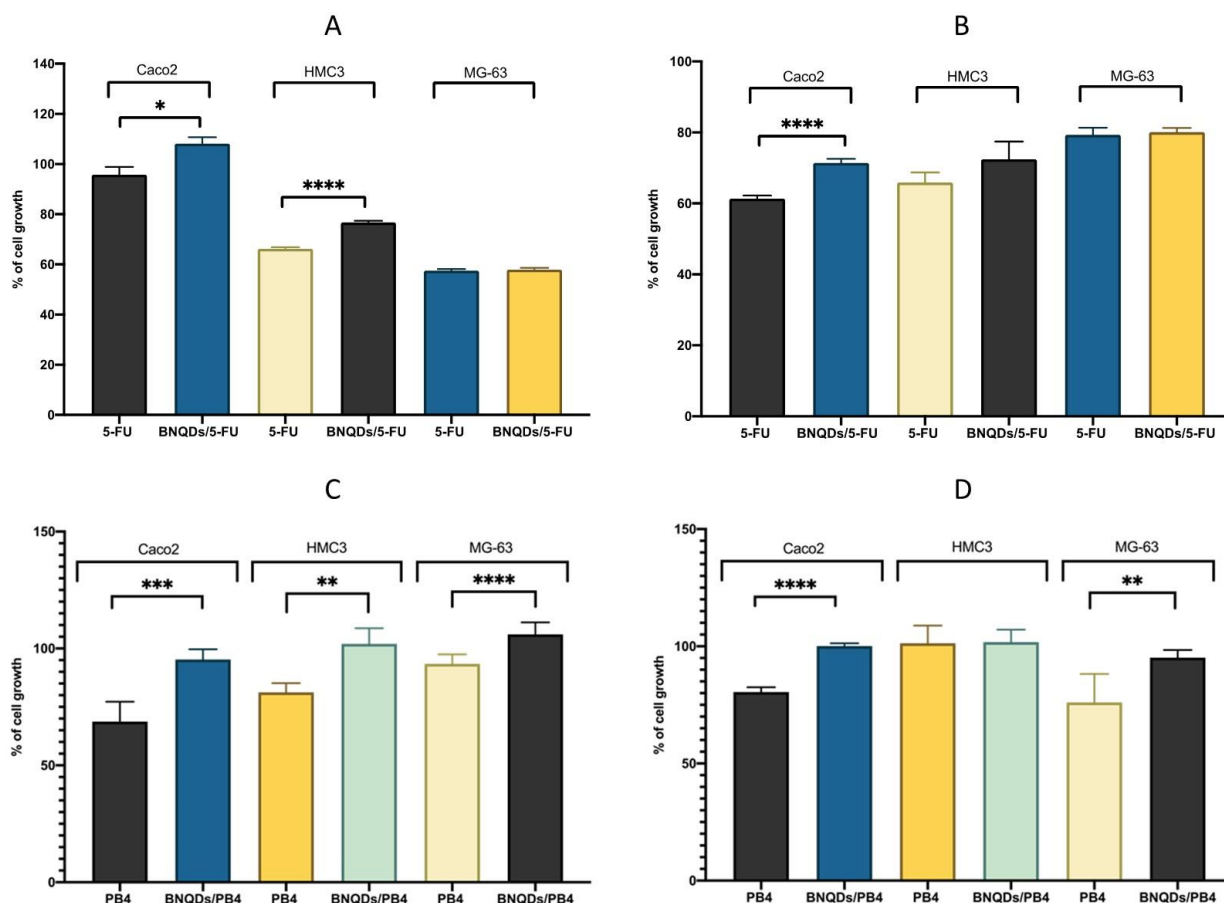 A
140
120
100
80
60
40
20
0
% of cell growth
Caco2
HMC3
MG-63
*
****
5-FU
BNQDs/5-FU
5-FU
BNQDs/5-FU
5-FU
BNQDs/5-FU
B
100
80
60
40
20
0
% of cell growth
Caco2
HMC3
MG-63
****
5-FU
BNQDs/5-FU
5-FU
BNQDs/5-FU
5-FU
BNQDs/5-FU
C
150
100
50
0
% of cell growth
Caco2
HMC3
MG-63
***
**
****
PB4
BNQDs/PB4
PB4
BNQDs/PB4
PB4
BNQDs/PB4
D
150
100
50
0
% of cell growth
Caco2
HMC3
MG-63
****
**
PB4
BNQDs/PB4
PB4
BNQDs/PB4
PB4
BNQDs/PB4